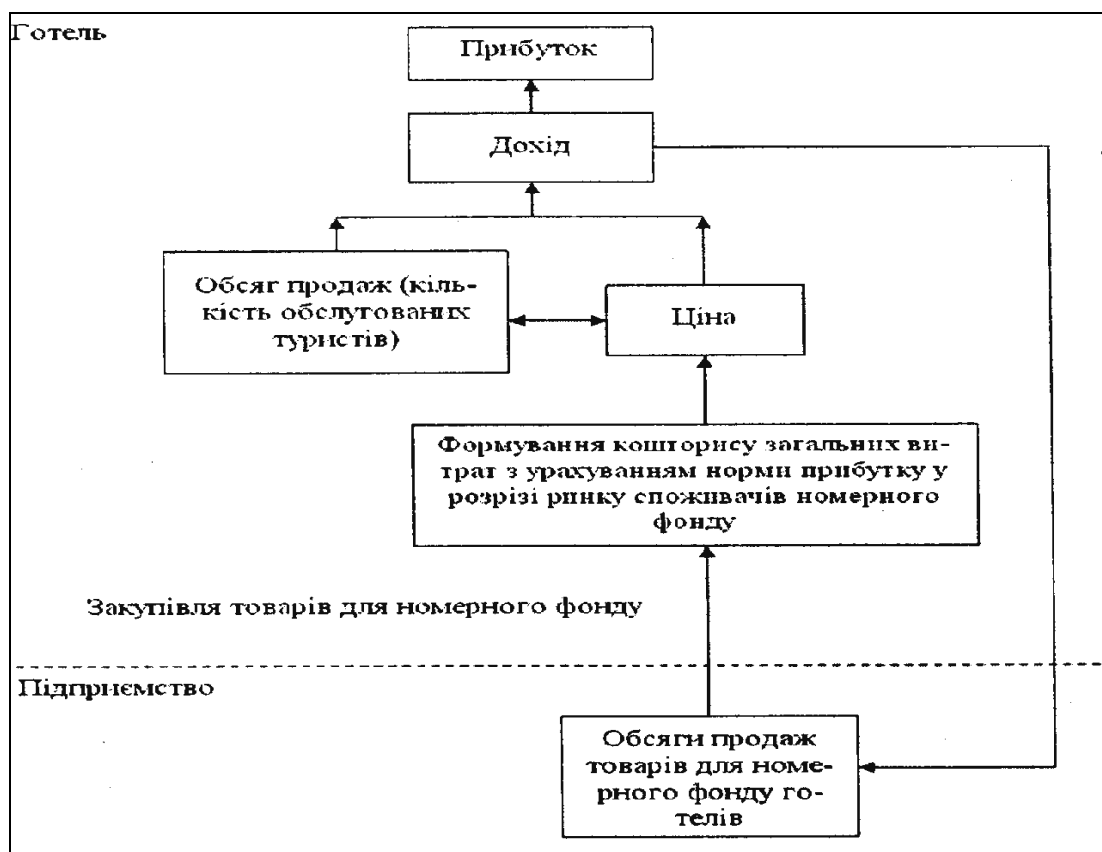 Готель
Прибуток
Дохід
Обсяг продаж (кіль-
кість обслугованих
туристів)
Ціна
Формування кошторису загальних ви-
трат з урахуванням норми прибутку у
розрізі ринку споживачів номерного
фонду
Закупівля товарів для номерного фонду
Підприємство
Обсяги продаж
товарів для номе-
рного фонду го-
телів